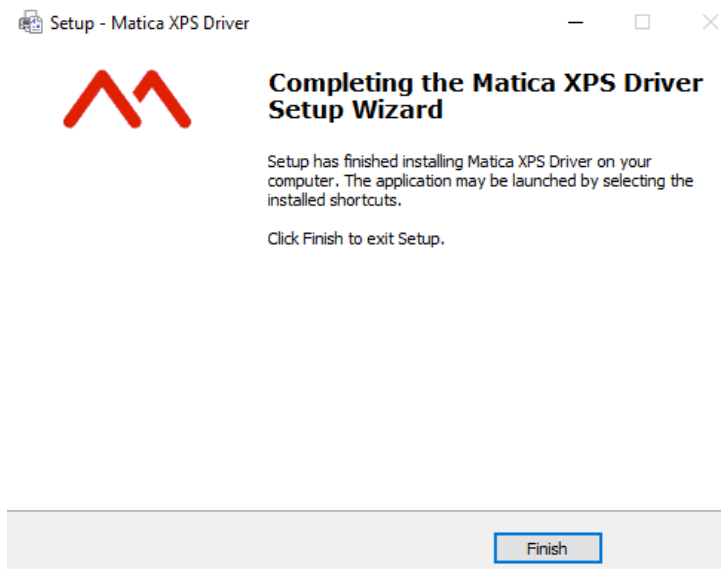 Setup - Matica XPS Driver
Completing the Matica XPS Driver
Setup Wizard
Setup has finished installing Matica XPS Driver on your
computer. The application may be launched by selecting the
installed shortcuts.
Click Finish to exit Setup.
Finish